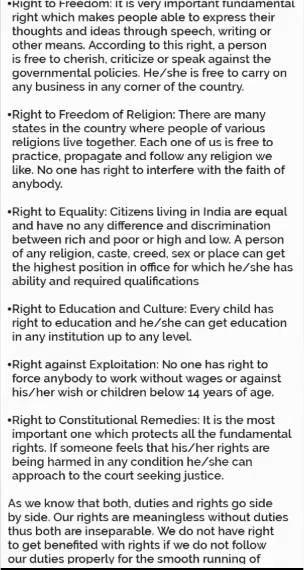 •Right to Freedom: It is very important fundamental
right which makes people able to express their
thoughts and ideas through speech, writing or
other means. According to this right, a person
is free to cherish, criticize or speak against the
governmental policies. He/she is free to carry on
any business in any corner of the country.
•Right to Freedom of Religion: There are many
states in the country where people of various
religions live together. Each one of us is free to
practice, propagate and follow any religion we
like. No one has right to interfere with the faith of
anybody.
•Right to Equality: Citizens living in India are equal
and have no any difference and discrimination
between rich and poor or high and low. A person
of any religion, caste, creed, sex or place can get
the highest position in office for which he/she has
ability and required qualifications
•Right to Education and Culture: Every child has
right to education and he/she can get education
in any institution up to any level.
•Right against Exploitation: No one has right to
force anybody to work without wages or against
his/her wish or children below 14 years of age.
•Right to Constitutional Remedies: It is the most
important one which protects all the fundamental
rights. If someone feels that his/her rights are
being harmed in any condition he/she can
approach to the court seeking justice.
As we know that both, duties and rights go side
by side. Our rights are meaningless without duties
thus both are inseparable. We do not have right
to get benefited with rights if we do not follow
our duties properly for the smooth running of